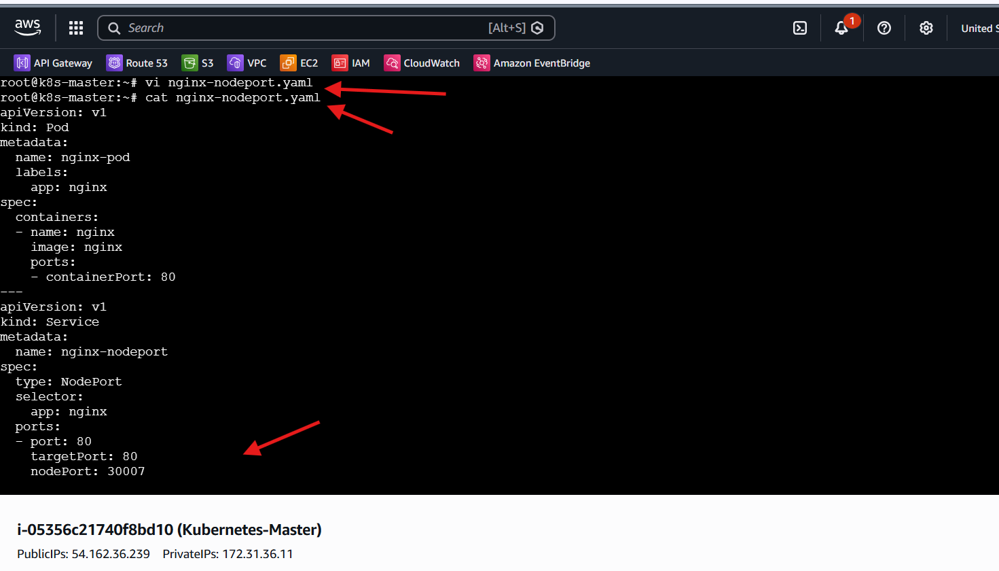 aws
Search [Alt+S]
1
United S
API Gateway Route 53 S3 VPC EC2 IAM CloudWatch Amazon EventBridge
root@k8s-master:~# vi nginx-nodeport.yaml
root@k8s-master:~# cat nginx-nodeport.yaml
apiVersion: v1
kind: Pod
metadata:
  name: nginx-pod
  labels:
    app: nginx
spec:
  containers:
  - name: nginx
    image: nginx
    ports:
    - containerPort: 80
---
apiVersion: v1
kind: Service
metadata:
  name: nginx-nodeport
spec:
  type: NodePort
  selector:
    app: nginx
  ports:
  - port: 80
    targetPort: 80
    nodePort: 30007
i-05356c21740f8bd10 (Kubernetes-Master)
PublicIPs: 54.162.36.239 PrivateIPs: 172.31.36.11